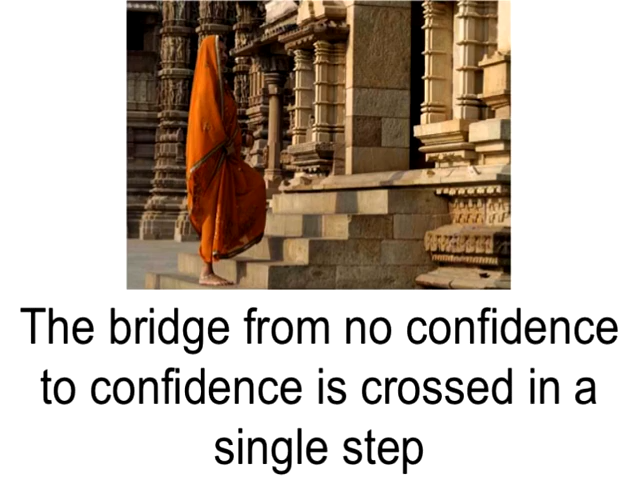 The bridge from no confidence
to confidence is crossed in a
single step